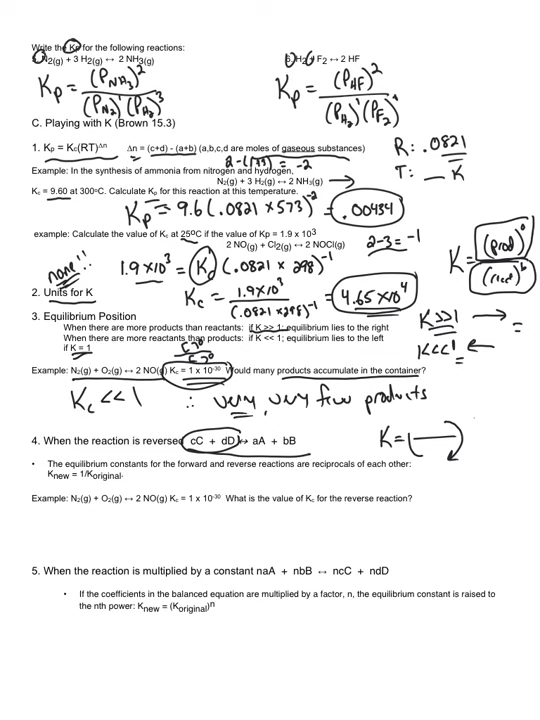 Write the Kp for the following reactions:
N2(g) + 3 H2(g) ↔ 2 NH3(g)
H2 + F2 ↔ 2 HF
Kp = (PNH3)^2 / (PN2)^1 (PH2)^3
Kp = (PHF)^2 / (PH2)^1 (PF2)^1
C. Playing with K (Brown 15.3)
R: .0821
1. Kp = Kc(RT)^Δn Δn = (c+d) - (a+b) (a,b,c,d are moles of gaseous substances)
2-(1+3) = -2
T: __ K
Example: In the synthesis of ammonia from nitrogen and hydrogen,
N2(g) + 3 H2(g) ↔ 2 NH3(g)
Kc = 9.60 at 300°C. Calculate Kp for this reaction at this temperature.
Kp = 9.6 (.0821 × 573)^-2 = .00434
example: Calculate the value of Kc at 25°C if the value of Kp = 1.9 x 10^3
2 NO(g) + Cl2(g) ↔ 2 NOCl(g)
2-3 = -1
K = (prod)^a / (react)^b
none!!
1.9 × 10^3 = Kc (.0821 × 298)^-1
2. Units for K
Kc = 1.9 × 10^3 / (.0821 × 298)^-1 = 4.65 × 10^4
3. Equilibrium Position
K >> 1 → =
When there are more products than reactants: if K >> 1; equilibrium lies to the right
When there are more reactants than products: if K << 1; equilibrium lies to the left
K << 1 ← =
if K = 1
Example: N2(g) + O2(g) ↔ 2 NO(g) Kc = 1 x 10^-30 Would many products accumulate in the container?
Kc << 1 ∴ very, very few products
4. When the reaction is reversed cC + dD ↔ aA + bB
K =
• The equilibrium constants for the forward and reverse reactions are reciprocals of each other:
Knew = 1/Koriginal.
Example: N2(g) + O2(g) ↔ 2 NO(g) Kc = 1 x 10^-30 What is the value of Kc for the reverse reaction?
5. When the reaction is multiplied by a constant naA + nbB ↔ ncC + ndD
• If the coefficients in the balanced equation are multiplied by a factor, n, the equilibrium constant is raised to
the nth power: Knew = (Koriginal)^n